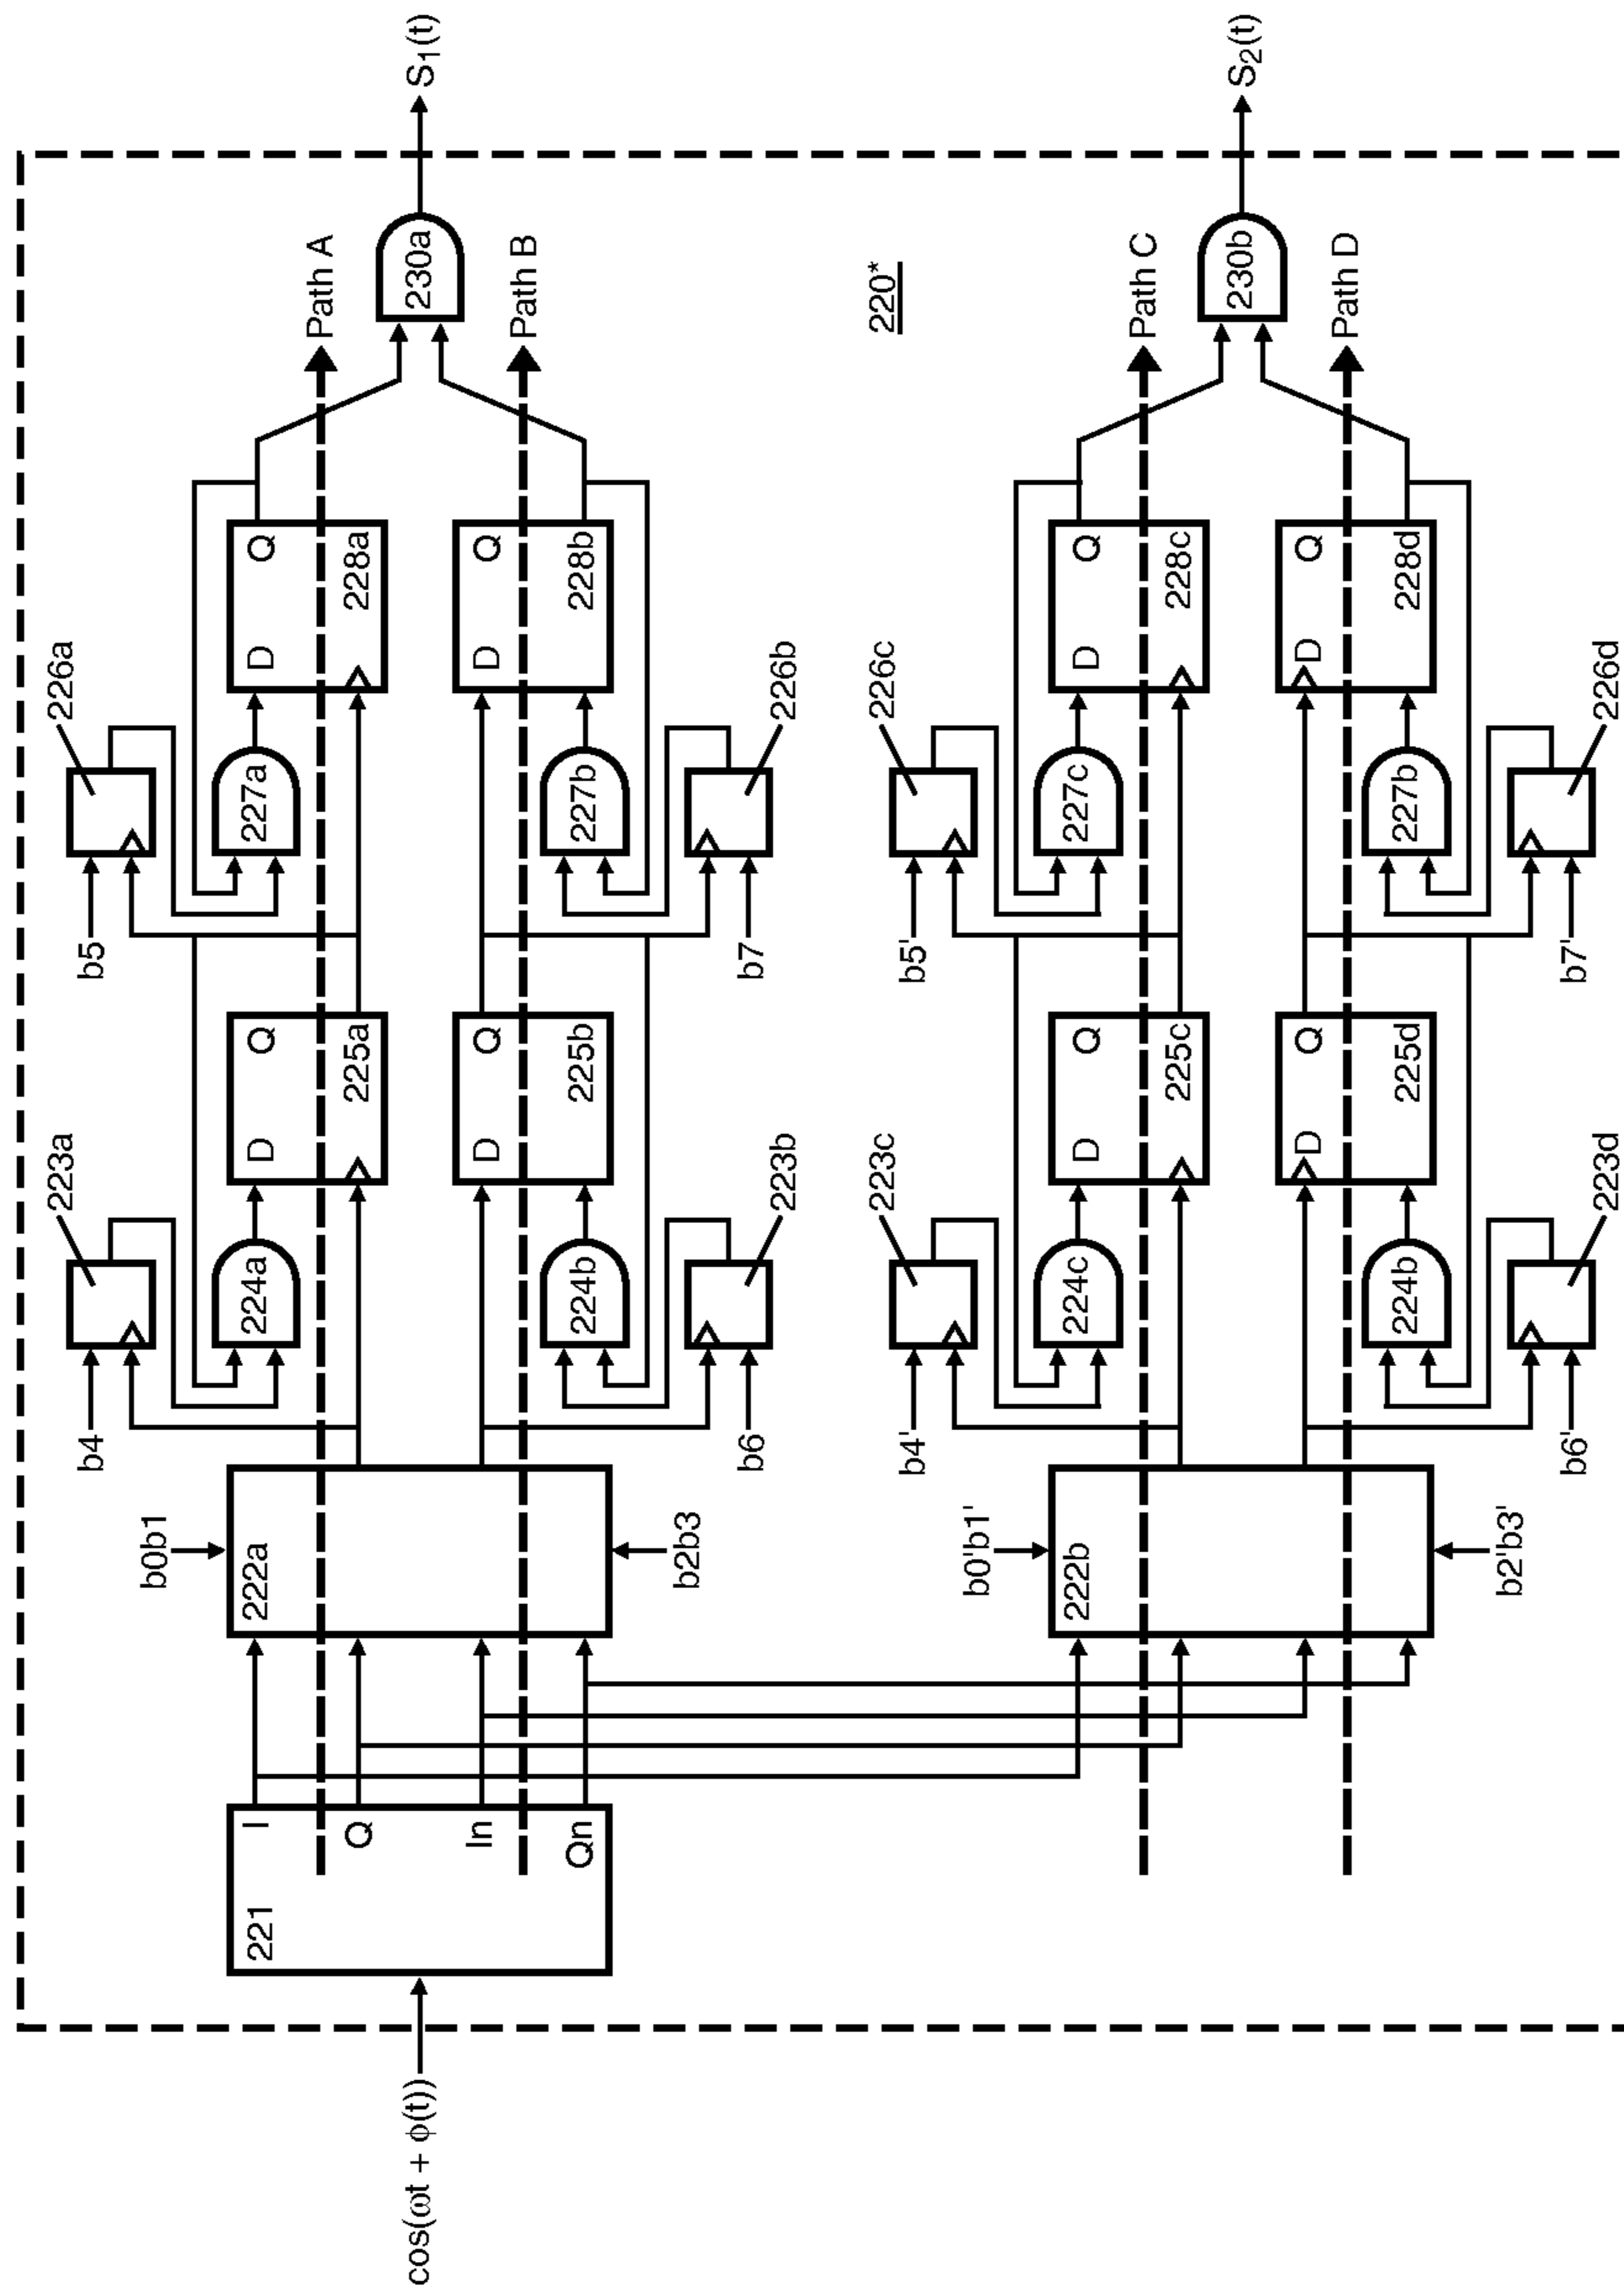 cos(ωt + ϕ(t))
221
I
Q
In
Qn
b0b1
222a
b2b3
b4
223a
224a
D
Q
225a
b5
226a
227a
D
Q
228a
Path A
230a
S1(t)
b6
223b
224b
D
Q
225b
b7
226b
227b
D
Q
228b
Path B
220*
b0'b1'
222b
b2'b3'
b4'
223c
224c
D
Q
225c
b5'
226c
227c
D
Q
228c
Path C
230b
S2(t)
b6'
223d
224b
D
Q
225d
b7'
226d
227b
D
Q
228d
Path D